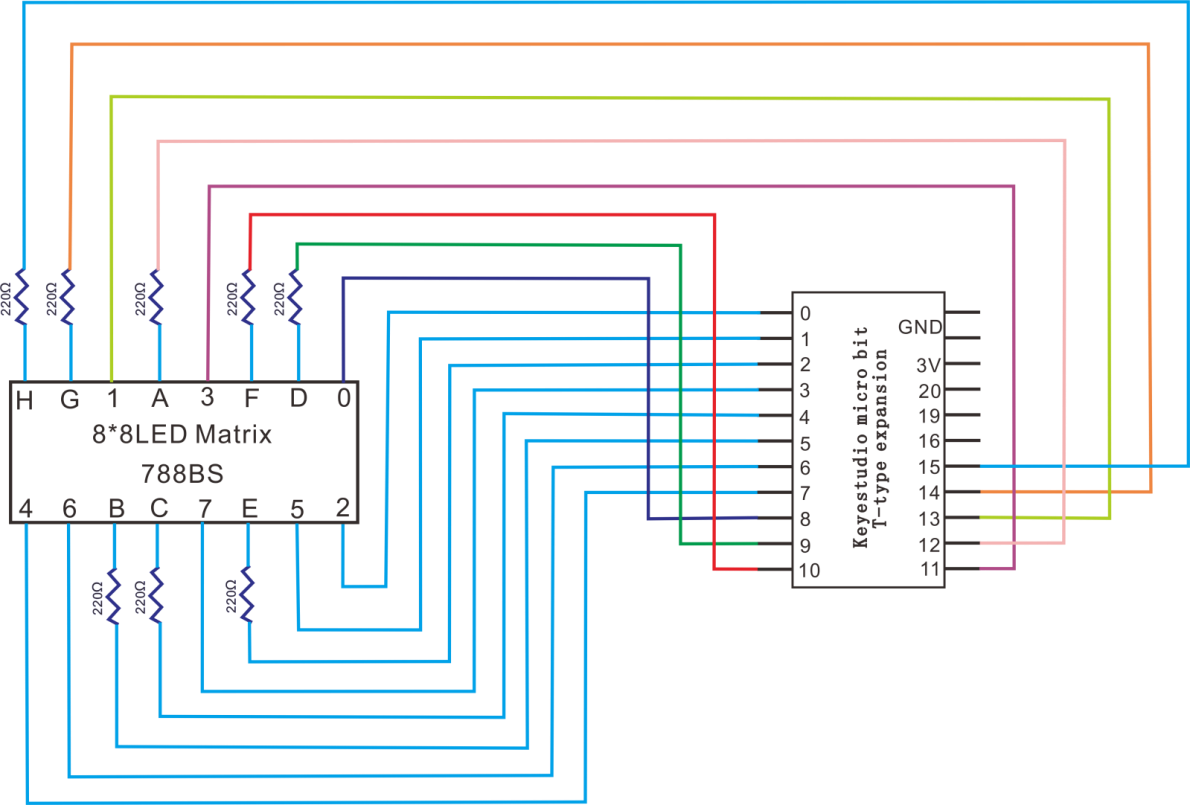 220Ω
220Ω
220Ω
220Ω
220Ω
H G 1 A 3 F D 0
8*8LED Matrix
788BS
4 6 B C 7 E 5 2
220Ω
220Ω
220Ω
0
1
2
3
4
5
6
7
8
9
10
Keyestudio micro bit
T-type expansion
GND
3V
20
19
16
15
14
13
12
11